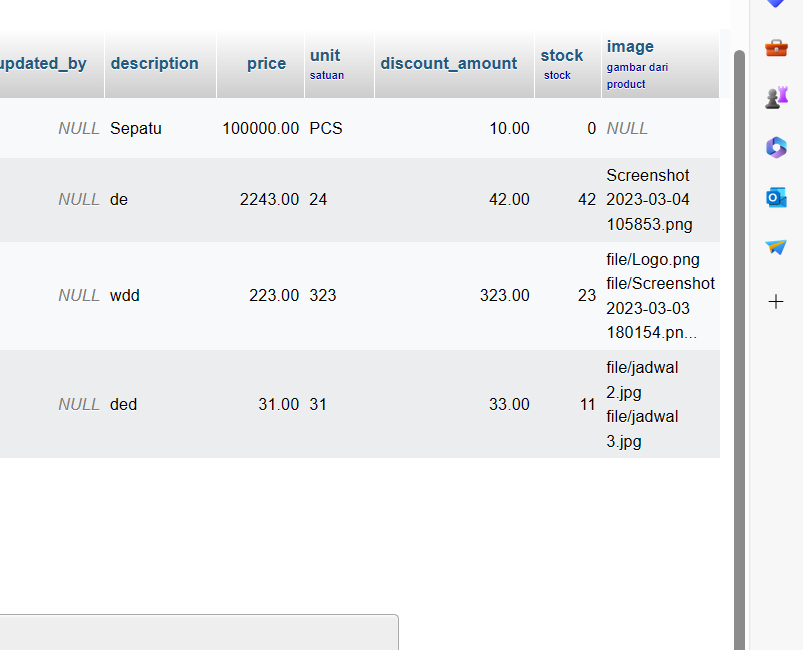 updated_by description price unit discount_amount stock image
satuan stock gambar dari
product
NULL Sepatu 100000.00 PCS 10.00 0 NULL
Screenshot
NULL de 2243.00 24 42.00 42 2023-03-04
105853.png
file/Logo.png
file/Screenshot
NULL wdd 223.00 323 323.00 23 2023-03-03
180154.pn...
file/jadwal
2.jpg
NULL ded 31.00 31 33.00 11 file/jadwal
3.jpg